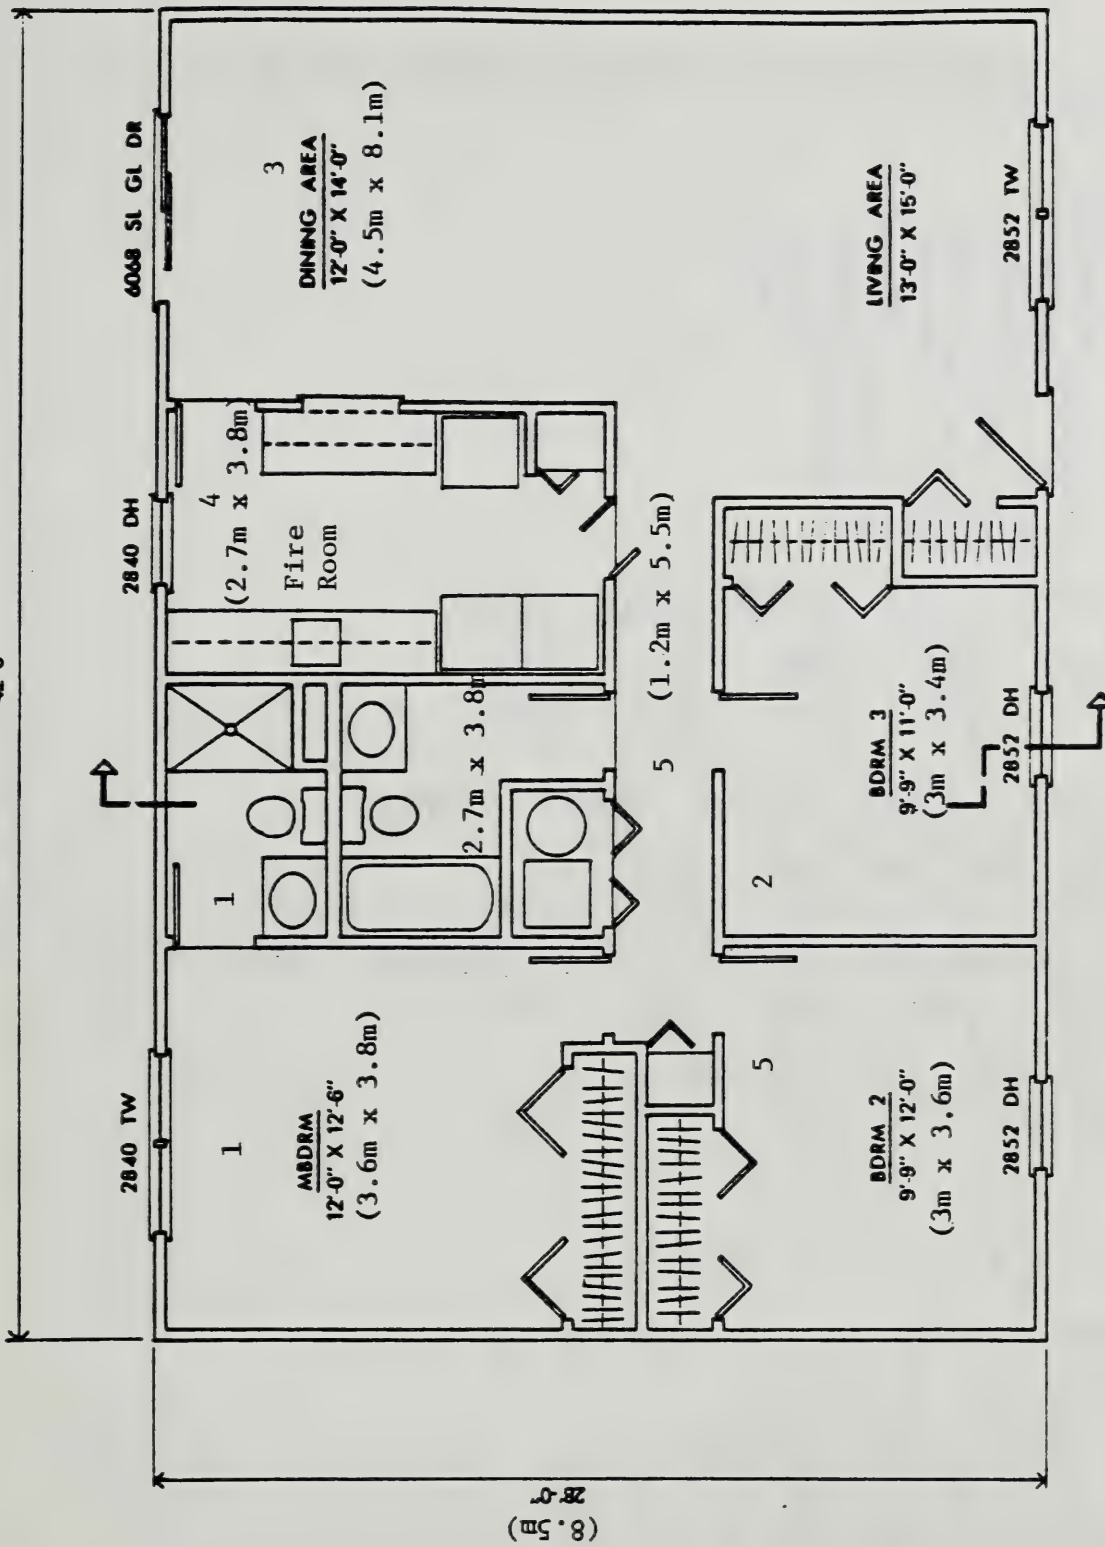 6068 SL GL DR
2840 DH
2840 TW
3
DINING AREA
12'-0" X 14'-0"
(4.5m x 8.1m)
4
(2.7m x 3.8m)
Fire
Room
2.7m x 3.8m
1
1
MBDRM
12'-0" X 12'-6"
(3.6m x 3.8m)
(1.2m x 5.5m)
5
5
2
LIVING AREA
13'-0" X 15'-0"
2852 TW
BDRM 3
9'-9" X 11'-0"
(3m x 3.4m)
2852 DH
BDRM 2
9'-9" X 12'-0"
(3m x 3.6m)
2852 DH
28'-0"
(8.5m)